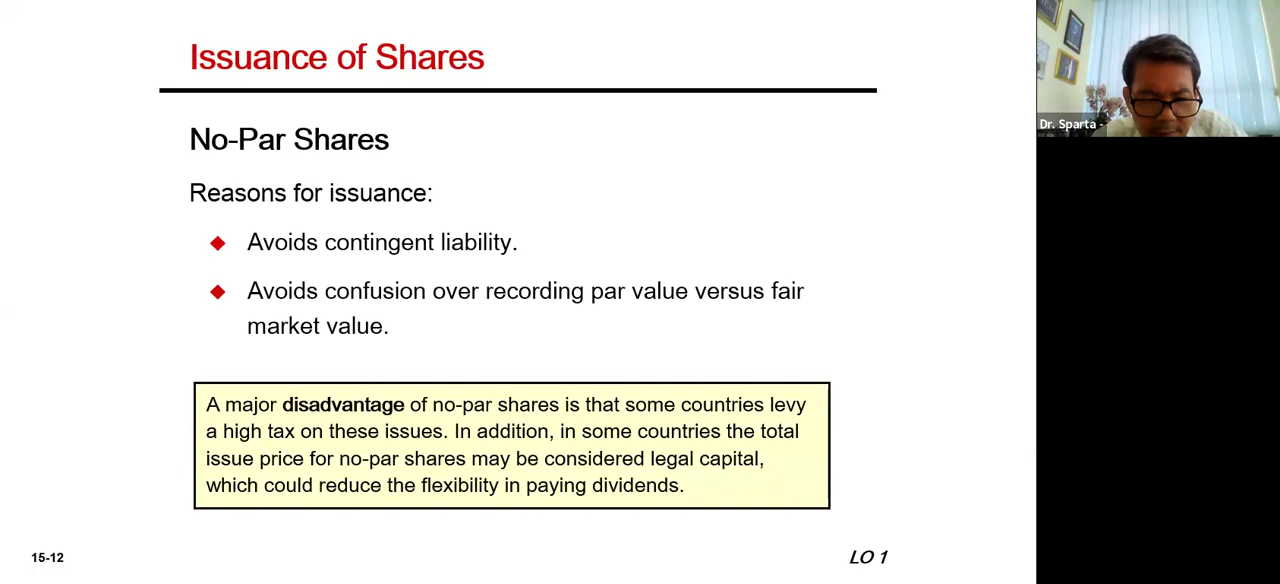 Issuance of Shares
No-Par Shares
Reasons for issuance:
Avoids contingent liability.
Avoids confusion over recording par value versus fair
market value.
A major disadvantage of no-par shares is that some countries levy
a high tax on these issues. In addition, in some countries the total
issue price for no-par shares may be considered legal capital,
which could reduce the flexibility in paying dividends.
15-12
LO 1
Dr. Sparta -